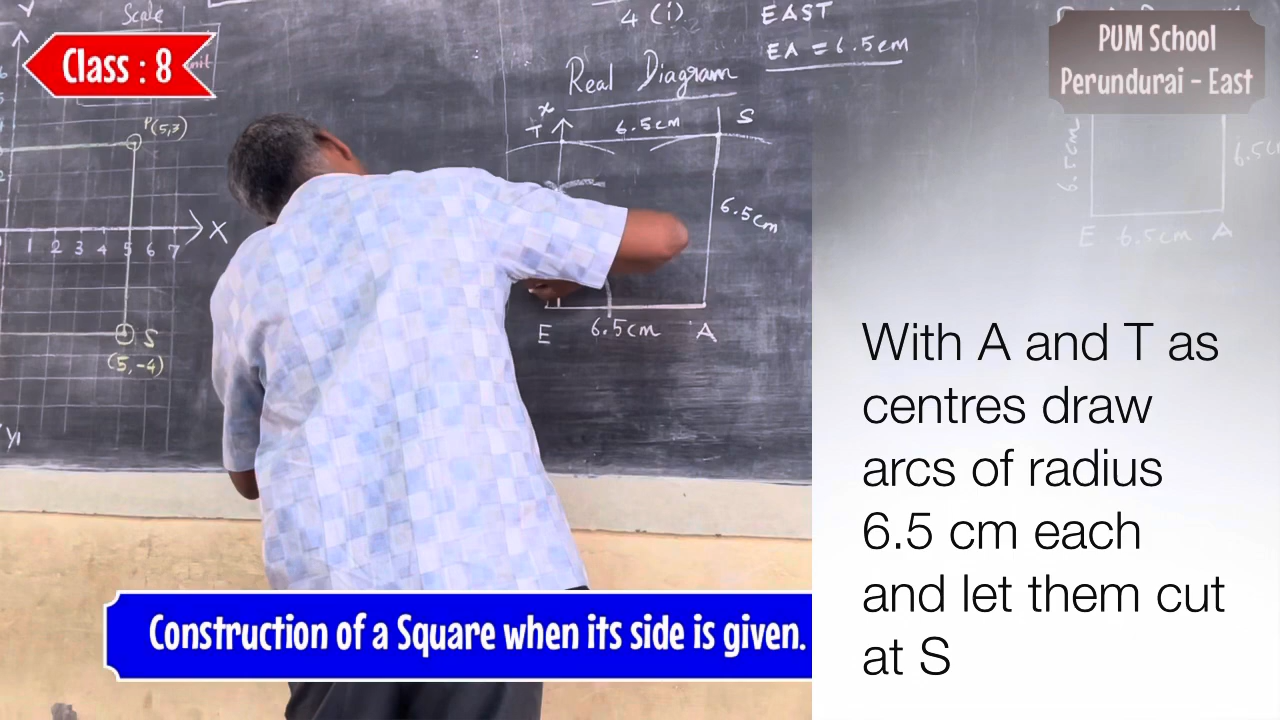 Scale
Class : 8
4 (i)
EAST
EA = 6.5cm
PUM School
Perundurai - East
Real Diagram
x
T
6.5cm
S
P(5,3)
6.5cm
X
1 2 3 4 5 6 7
E
6.5cm
A
S
(5,-4)
6.5cm
E
6.5cm
A
With A and T as
centres draw
arcs of radius
6.5 cm each
and let them cut
at S
Construction of a Square when its side is given.